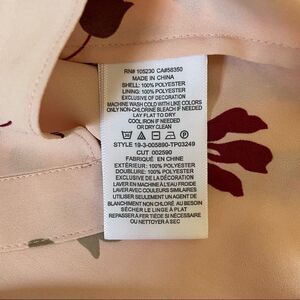 RN# 105230 CA#58350
MADE IN CHINA
SHELL: 100% POLYESTER
LINING: 100% POLYESTER
EXCLUSIVE OF DECORATION
MACHINE WASH COLD WITH LIKE COLORS
ONLY NON-CHLORINE BLEACH IF NEEDED
LAY FLAT TO DRY
COOL IRON IF NEEDED
OR DRY CLEAN
STYLE 19-3-005890-TP03249
CUT 002590
FABRIQUÉ EN CHINE
EXTÉRIEUR: 100% POLYESTER
DOUBLURE: 100% POLYESTER
EXCLUSIVE DE DÉCORATION
LAVER EN MACHINE À L'EAU FROIDE
LAVER AVEC COULEURS SIMILAIRES
UTILISER SEULEMENT UN AGENT DE
BLANCHIMENT NON CHLORÉ AU BESOIN
SÉCHER LE LINGE À PLAT
REPASSER À FER TIÉDE SI NÉCESSAIRE
OU NETTOYER À SEC